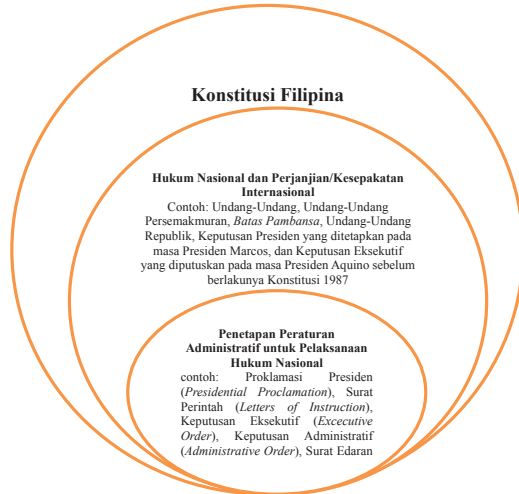 Konstitusi Filipina
Hukum Nasional dan Perjanjian/Kesepakatan
Internasional
Contoh: Undang-Undang, Undang-Undang
Persemakmuran, Batas Pambansa, Undang-Undang
Republik, Keputusan Presiden yang ditetapkan pada
masa Presiden Marcos, dan Keputusan Eksekutif
yang diputuskan pada masa Presiden Aquino sebelum
berlakunya Konstitusi 1987
Penetapan Peraturan
Administratif untuk Pelaksanaan
Hukum Nasional
contoh: Proklamasi Presiden
(Presidential Proclamation), Surat
Perintah (Letters of Instruction),
Keputusan Eksekutif (Excecutive
Order), Keputusan Administratif
(Administrative Order), Surat Edaran